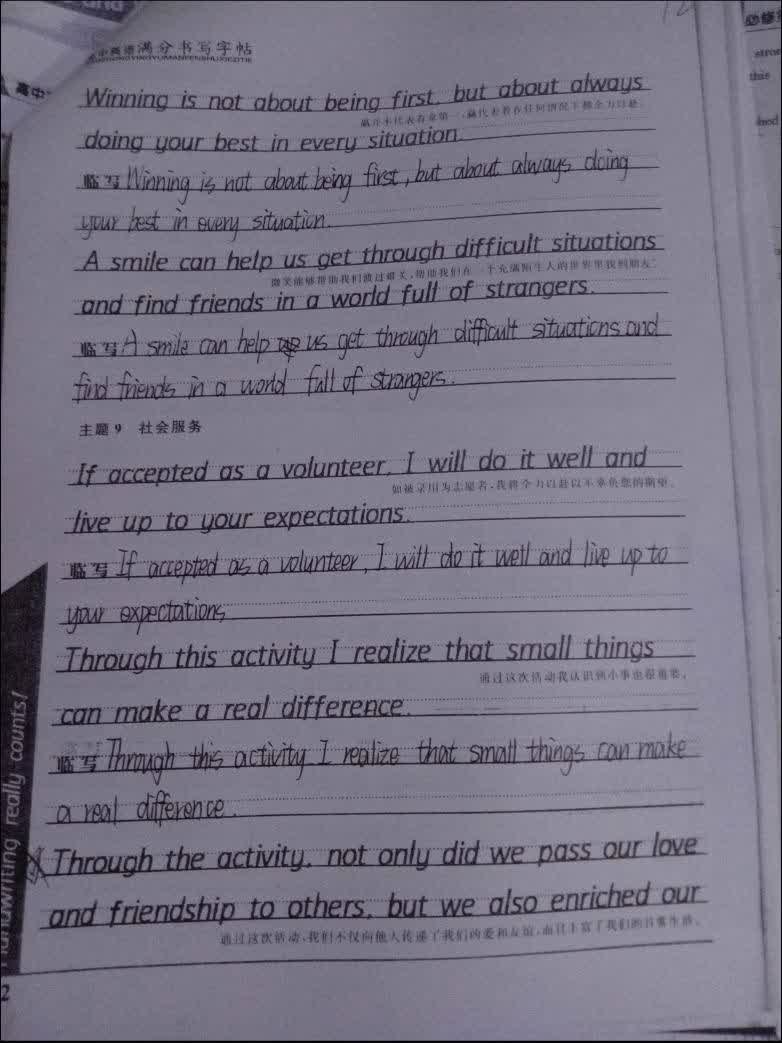 高中
满分书写字帖
Winning is not about being first, but about always
赢并不代表着拿第一,赢代表着在任何情况下都全力以赴。
doing your best in every situation.
临写 Winning is not about being first, but about always doing
your best in every situation.
A smile can help us get through difficult situations
微笑能够帮助我们渡过难关,帮助我们在一个充满陌生人的世界里找到朋友。
and find friends in a world full of strangers.
临写 A smile can help us get through difficult situations and
find friends in a world full of strangers.
主题 9 社会服务
If accepted as a volunteer, I will do it well and
如被录用为志愿者,我将全力以赴以不辜负您的期望。
live up to your expectations.
临写 If accepted as a volunteer, I will do it well and live up to
your expectations
Through this activity I realize that small things
通过这次活动我认识到小事也很重要。
can make a real difference.
临写 Through this activity I realize that small things can make
a real difference.
Through the activity, not only did we pass our love
and friendship to others, but we also enriched our
通过这次活动,我们不仅向他人传递了我们的爱和友谊,而且丰富了我们的日常生活。
handwriting really counts!
2
必修
this